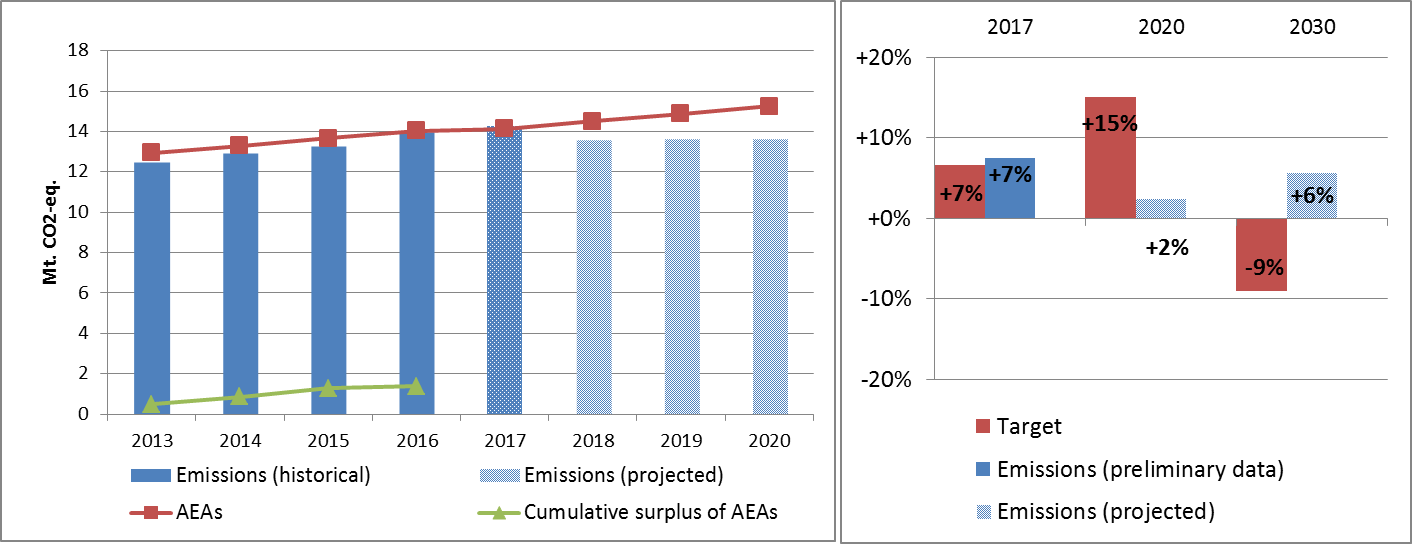 Mt. CO2-eq.
18
16
14
12
10
8
6
4
2
0
2013 2014 2015 2016 2017 2018 2019 2020
Emissions (historical) Emissions (projected)
AEAs Cumulative surplus of AEAs
2017 2020 2030
+20%
+10%
+0%
-10%
-20%
+7% +7% +15% +2% -9% +6%
Target
Emissions (preliminary data)
Emissions (projected)